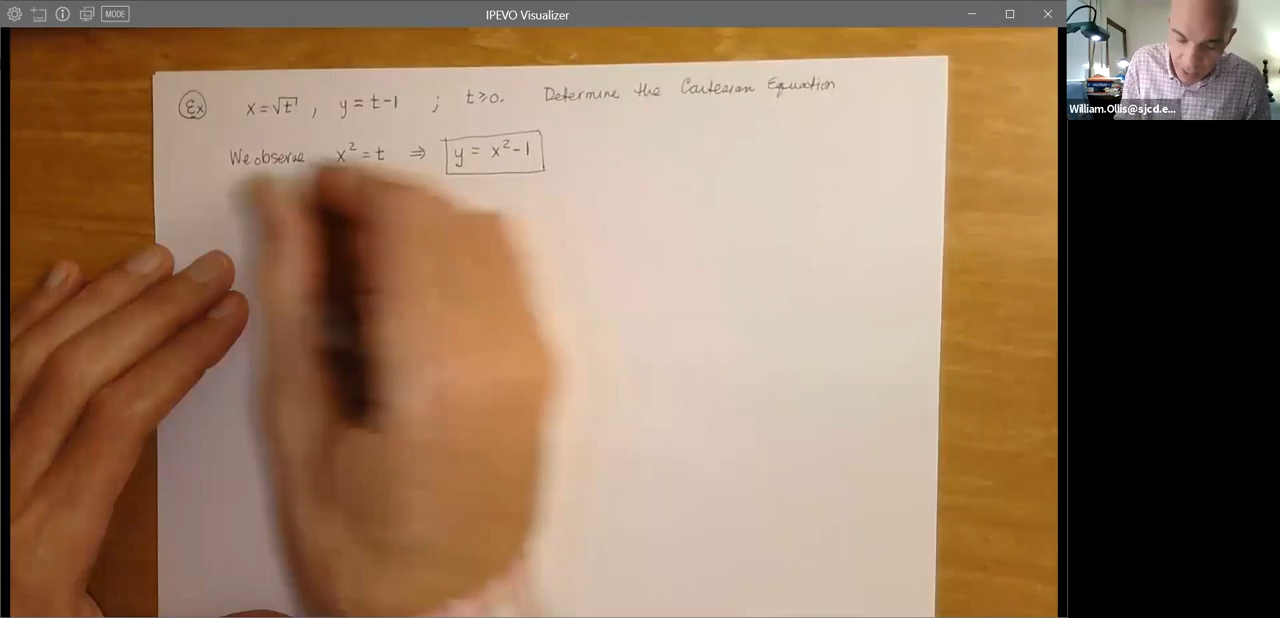 MODE
IPEVO Visualizer
William.Ollis@sjcd.e...
Ex x = √t , y = t-1 ; t≥0. Determine the Cartesian Equation
We observe x² = t ⇒ y = x²-1